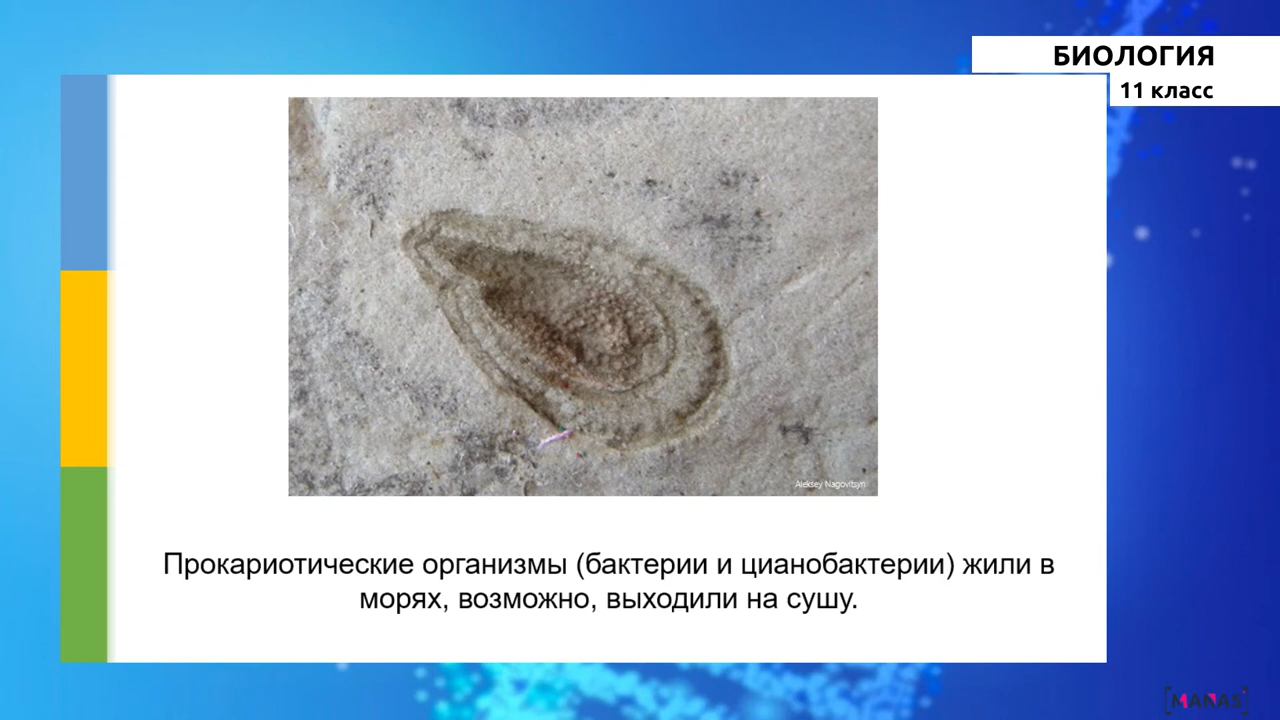 БИОЛОГИЯ
11 класс
Aleksey Nagovitsyn
Прокариотические организмы (бактерии и цианобактерии) жили в
морях, возможно, выходили на сушу.
[MANAS]